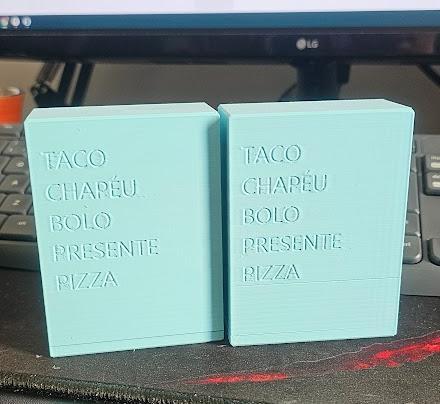 LG
TACO
CHAPÉU
BOLO
PRESENTE
PIZZA
TACO
CHAPÉU
BOLO
PRESENTE
PIZZA